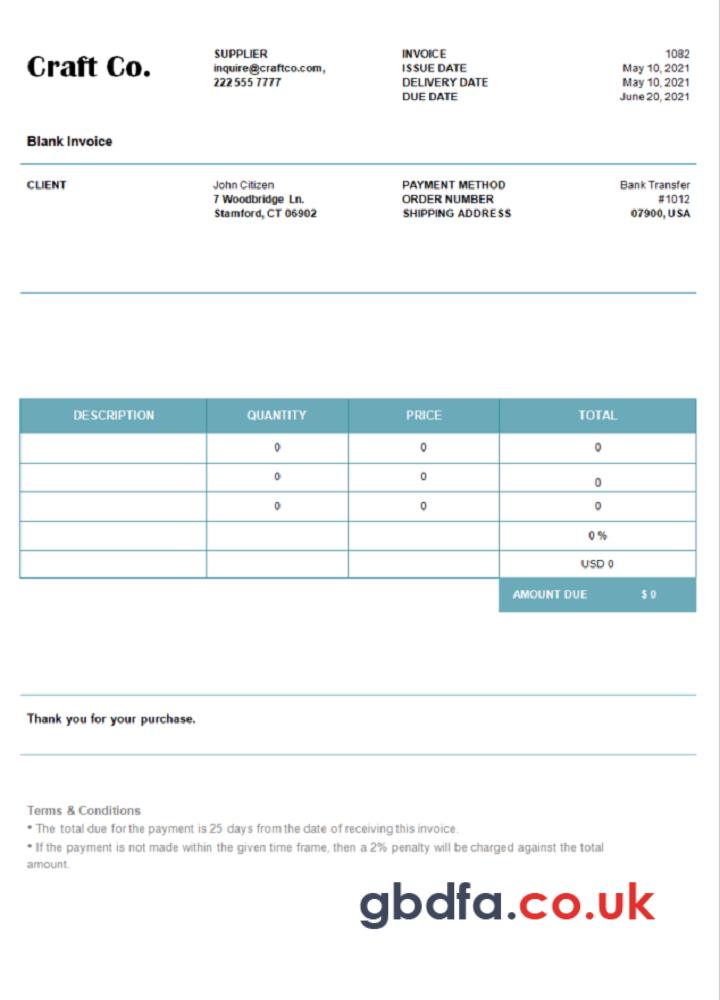 Craft Co.
SUPPLIER
inquire@craftco.com,
222 555 7777
INVOICE 1082
ISSUE DATE May 10, 2021
DELIVERY DATE May 10, 2021
DUE DATE June 20, 2021
Blank Invoice
CLIENT
John Citizen
7 Woodbridge Ln.
Stamford, CT 06902
PAYMENT METHOD Bank Transfer
ORDER NUMBER #1012
SHIPPING ADDRESS 07900, USA
DESCRIPTION QUANTITY PRICE TOTAL
0 0 0
0 0 0
0 0 0
0 %
USD 0
AMOUNT DUE $ 0
Thank you for your purchase.
Terms & Conditions
* The total due for the payment is 25 days from the date of receiving this invoice.
* If the payment is not made within the given time frame, then a 2% penalty will be charged against the total
amount.
gbdfa.co.uk